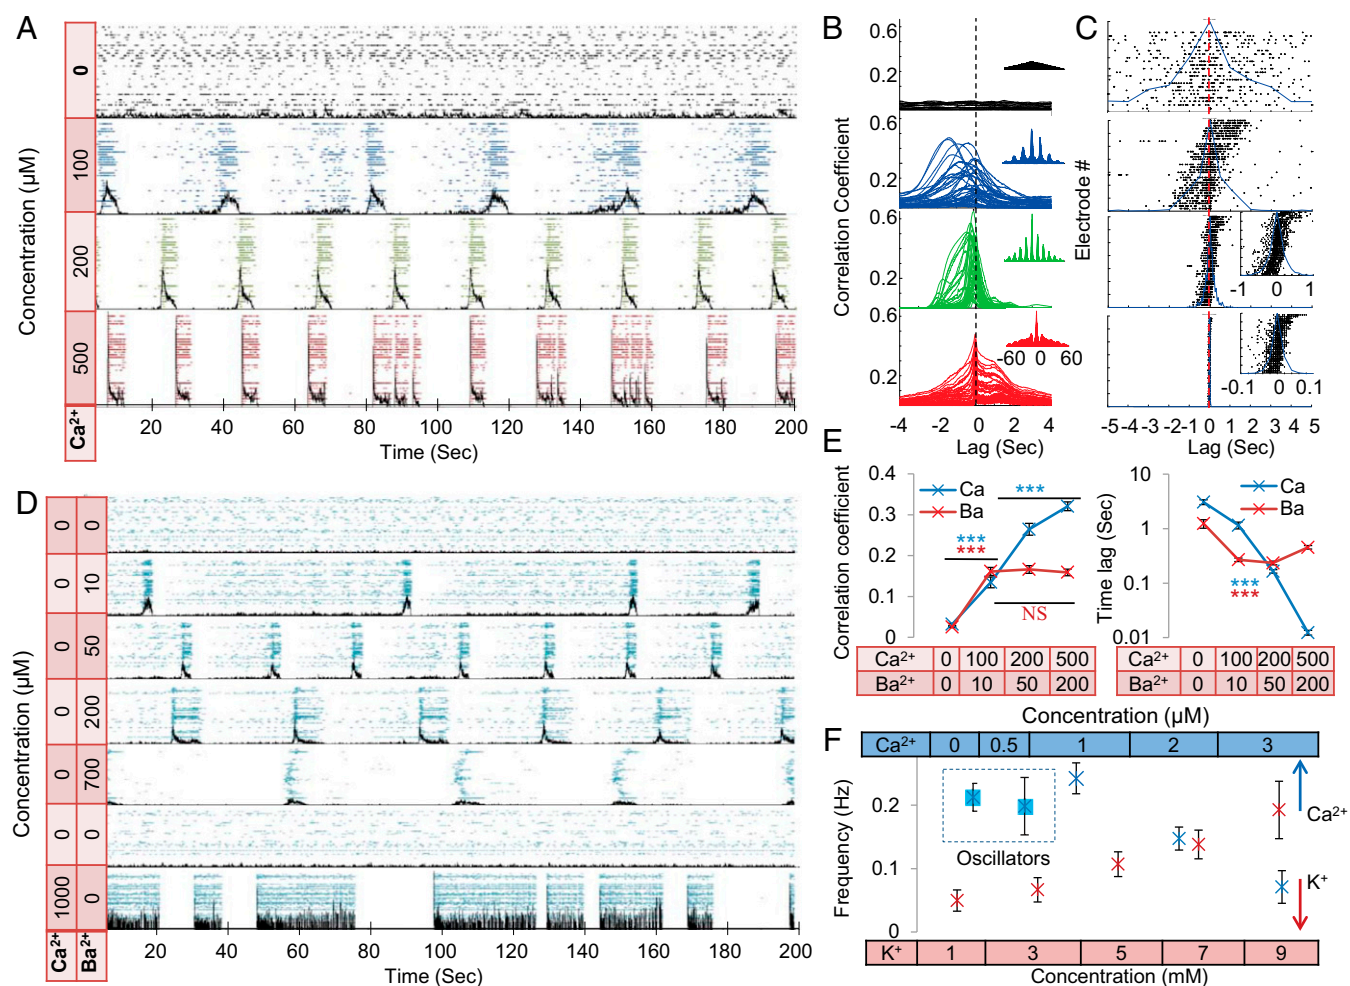 A
Concentration (µM)
0
100
200
500
Ca²⁺
20 40 60 80 100 120 140 160 180 200
Time (Sec)
B
Correlation Coefficient
0.6
0.2
0.6
0.2
0.6
0.2
0.6
0.2
-60 0 60
-4 -2 0 2 4
Lag (Sec)
C
Electrode #
-1 0 1
-0.1 0 0.1
-5 -4 -3 -2 -1 0 1 2 3 4 5
Lag (Sec)
D
Concentration (µM)
0 0
0 10
0 50
0 200
0 700
0 0
1000 0
Ca²⁺ Ba²⁺
20 40 60 80 100 120 140 160 180 200
Time (Sec)
E
Correlation coefficient
0.4
0.3
0.2
0.1
0
Ca
Ba
***
***
***
NS
Ca²⁺ 0 100 200 500
Ba²⁺ 0 10 50 200
Time lag (Sec)
10
1
0.1
0.01
Ca
Ba
***
***
Ca²⁺ 0 100 200 500
Ba²⁺ 0 10 50 200
Concentration (µM)
F
Ca²⁺ 0 0.5 1 2 3
Frequency (Hz)
0.2
0.1
0
Oscillators
Ca²⁺
K⁺
K⁺ 1 3 5 7 9
Concentration (mM)